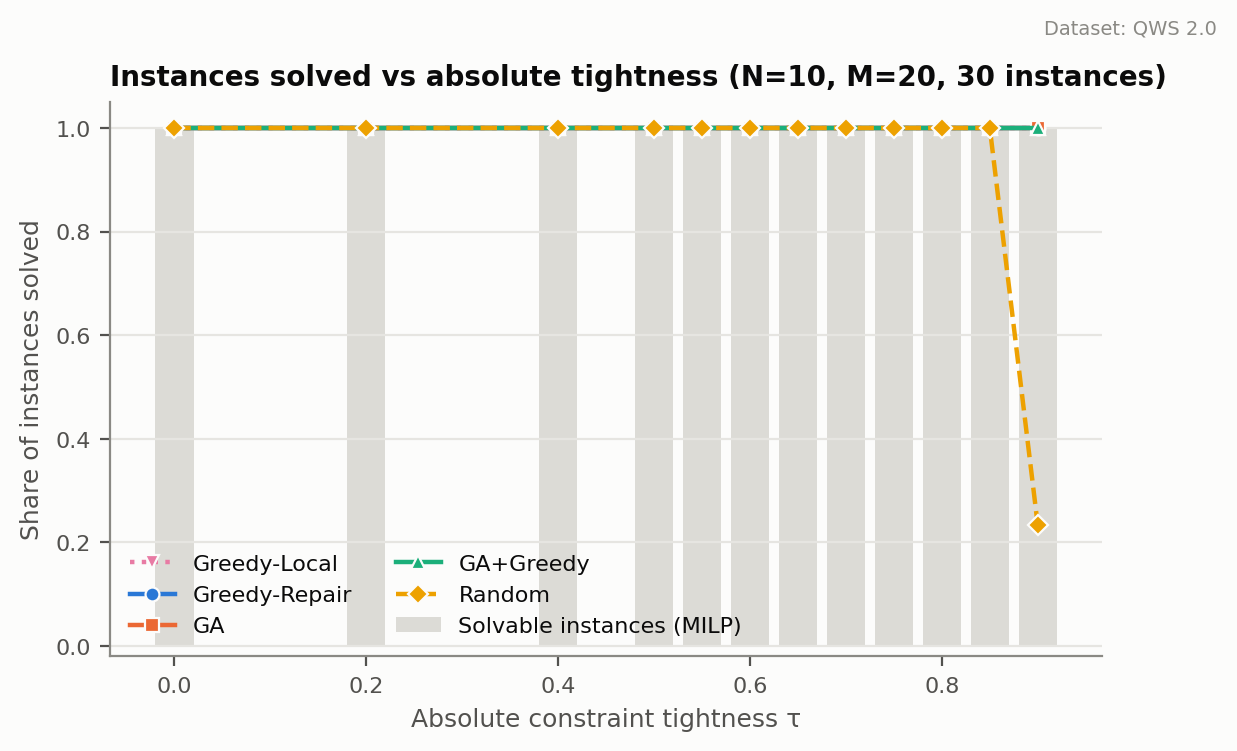 Dataset: QWS 2.0
Instances solved vs absolute tightness (N=10, M=20, 30 instances)
Share of instances solved
1.0
0.8
0.6
0.4
0.2
0.0
Greedy-Local
Greedy-Repair
GA
GA+Greedy
Random
Solvable instances (MILP)
0.0 0.2 0.4 0.6 0.8
Absolute constraint tightness τ